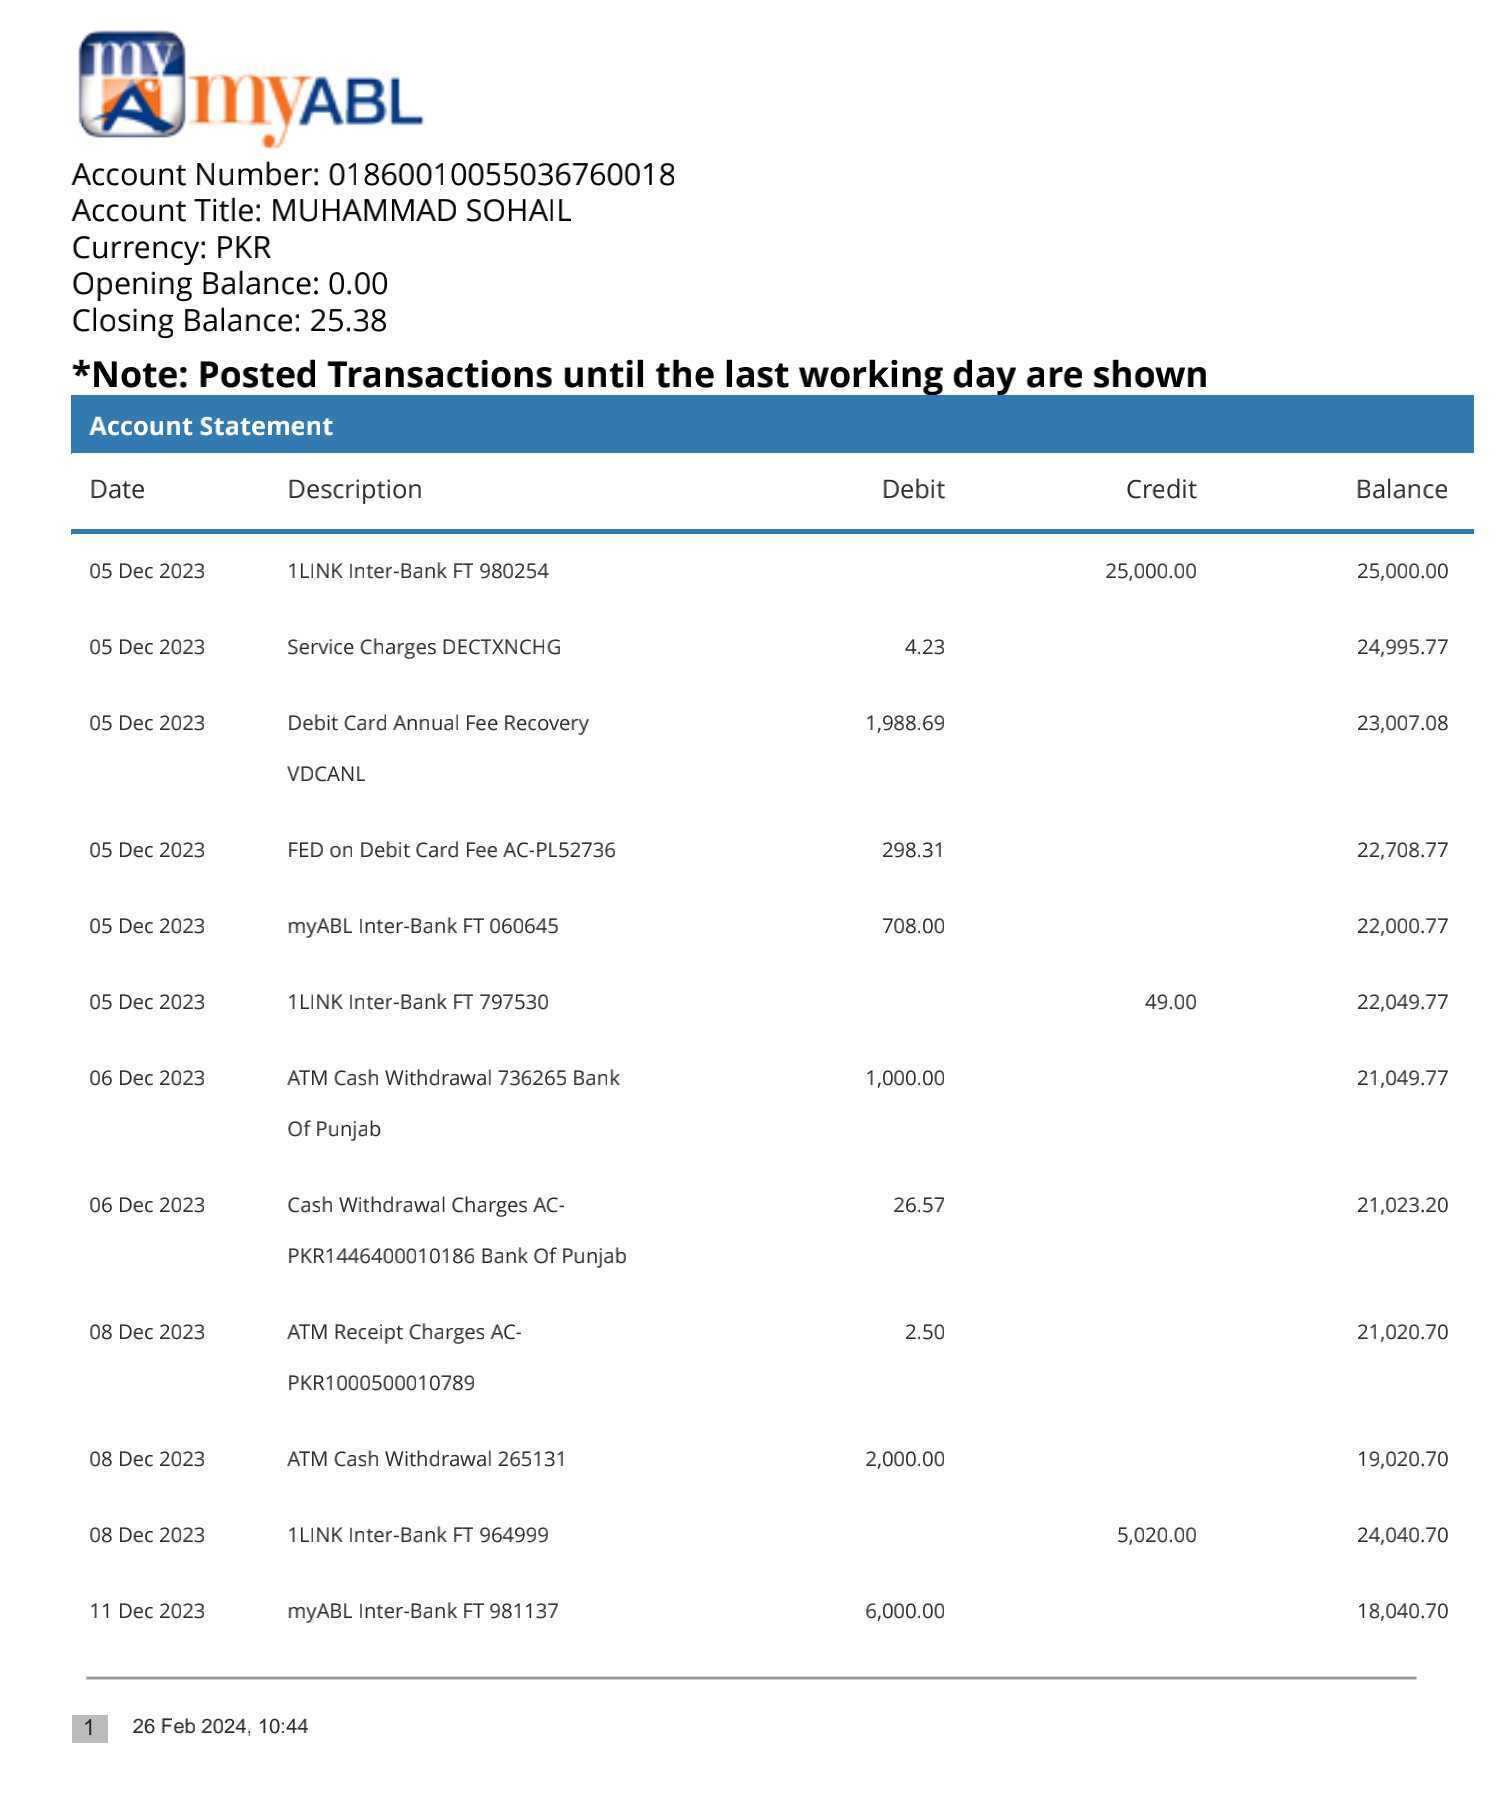 my
myABL
Account Number: 01860010055036760018
Account Title: MUHAMMAD SOHAIL
Currency: PKR
Opening Balance: 0.00
Closing Balance: 25.38
*Note: Posted Transactions until the last working day are shown
Account Statement
Date Description Debit Credit Balance
05 Dec 2023 1LINK Inter-Bank FT 980254 25,000.00 25,000.00
05 Dec 2023 Service Charges DECTXNCHG 4.23 24,995.77
05 Dec 2023 Debit Card Annual Fee Recovery 1,988.69 23,007.08
VDCANL
05 Dec 2023 FED on Debit Card Fee AC-PL52736 298.31 22,708.77
05 Dec 2023 myABL Inter-Bank FT 060645 708.00 22,000.77
05 Dec 2023 1LINK Inter-Bank FT 797530 49.00 22,049.77
06 Dec 2023 ATM Cash Withdrawal 736265 Bank 1,000.00 21,049.77
Of Punjab
06 Dec 2023 Cash Withdrawal Charges AC- 26.57 21,023.20
PKR1446400010186 Bank Of Punjab
08 Dec 2023 ATM Receipt Charges AC- 2.50 21,020.70
PKR1000500010789
08 Dec 2023 ATM Cash Withdrawal 265131 2,000.00 19,020.70
08 Dec 2023 1LINK Inter-Bank FT 964999 5,020.00 24,040.70
11 Dec 2023 myABL Inter-Bank FT 981137 6,000.00 18,040.70
1 26 Feb 2024, 10:44